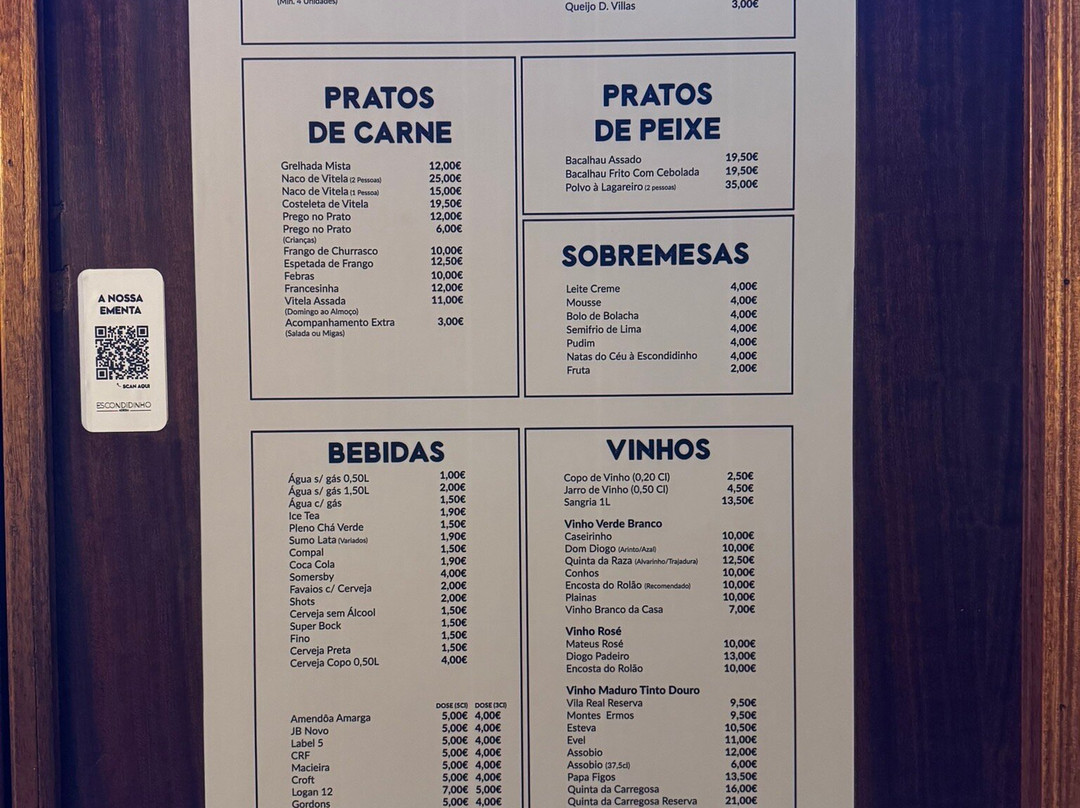 (Min. 4 Unidades)
Queijo D. Villas 3,00€
PRATOS
DE CARNE
Grelhada Mista 12,00€
Naco de Vitela (2 Pessoas) 25,00€
Naco de Vitela (1 Pessoa) 15,00€
Costeleta de Vitela 19,50€
Prego no Prato 12,00€
Prego no Prato 6,00€
(Crianças)
Frango de Churrasco 10,00€
Espetada de Frango 12,50€
Febras 10,00€
Francesinha 12,00€
Vitela Assada 11,00€
(Domingo ao Almoço)
Acompanhamento Extra 3,00€
(Salada ou Migas)
PRATOS
DE PEIXE
Bacalhau Assado 19,50€
Bacalhau Frito Com Cebolada 19,50€
Polvo à Lagareiro (2 pessoas) 35,00€
SOBREMESAS
Leite Creme 4,00€
Mousse 4,00€
Bolo de Bolacha 4,00€
Semifrio de Lima 4,00€
Pudim 4,00€
Natas do Céu à Escondidinho 4,00€
Fruta 2,00€
A NOSSA
EMENTA
SCAN AQUI
ESCONDIDINHO
BEBIDAS
Água s/ gás 0,50L 1,00€
Água s/ gás 1,50L 2,00€
Água c/ gás 1,50€
Ice Tea 1,90€
Pleno Chá Verde 1,50€
Sumo Lata (Variados) 1,90€
Compal 1,50€
Coca Cola 1,90€
Somersby 4,00€
Favaios c/ Cerveja 2,00€
Shots 2,00€
Cerveja sem Álcool 1,50€
Super Bock 1,50€
Fino 1,50€
Cerveja Preta 1,50€
Cerveja Copo 0,50L 4,00€
DOSE (5Cl) DOSE (3Cl)
Amendôa Amarga 5,00€ 4,00€
JB Novo 5,00€ 4,00€
Label 5 5,00€ 4,00€
CRF 5,00€ 4,00€
Macieira 5,00€ 4,00€
Croft 5,00€ 4,00€
Logan 12 7,00€ 5,00€
Gordons 5,00€ 4,00€
VINHOS
Copo de Vinho (0,20 Cl) 2,50€
Jarro de Vinho (0,50 Cl) 4,50€
Sangria 1L 13,50€
Vinho Verde Branco
Caseirinho 10,00€
Dom Diogo (Arinto/Azal) 10,00€
Quinta da Raza (Alvarinho/Trajadura) 12,50€
Conhos 10,00€
Encosta do Rolão (Recomendado) 10,00€
Plainas 10,00€
Vinho Branco da Casa 7,00€
Vinho Rosé
Mateus Rosé 10,00€
Diogo Padeiro 13,00€
Encosta do Rolão 10,00€
Vinho Maduro Tinto Douro
Vila Real Reserva 9,50€
Montes Ermos 9,50€
Esteva 10,50€
Evel 11,00€
Assobio 12,00€
Assobio (37,5cl) 6,00€
Papa Figos 13,50€
Quinta da Carregosa 16,00€
Quinta da Carregosa Reserva 21,00€